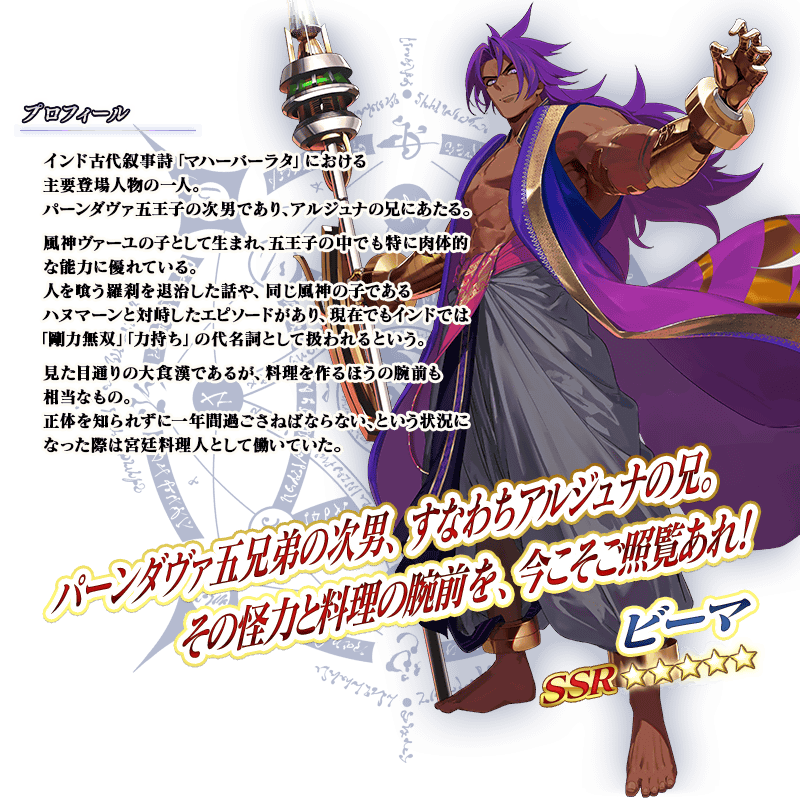 プロフィール
インド古代叙事詩「マハーバーラタ」における
主要登場人物の一人。
パーンダヴァ五王子の次男であり、アルジュナの兄にあたる。
風神ヴァーユの子として生まれ、五王子の中でも特に肉体的
な能力に優れている。
人を喰う羅刹を退治した話や、同じ風神の子である
ハヌマーンと対峙したエピソードがあり、現在でもインドでは
「剛力無双」「力持ち」の代名詞として扱われるという。
見た目通りの大食漢であるが、料理を作るほうの腕前も
相当なもの。
正体を知られずに一年間過ごさねばならない、という状況に
なった際は宮廷料理人として働いていた。
パーンダヴァ五兄弟の次男、すなわちアルジュナの兄。
その怪力と料理の腕前を、今こそご照覧あれ!
ビーマ
SSR ★★★★★